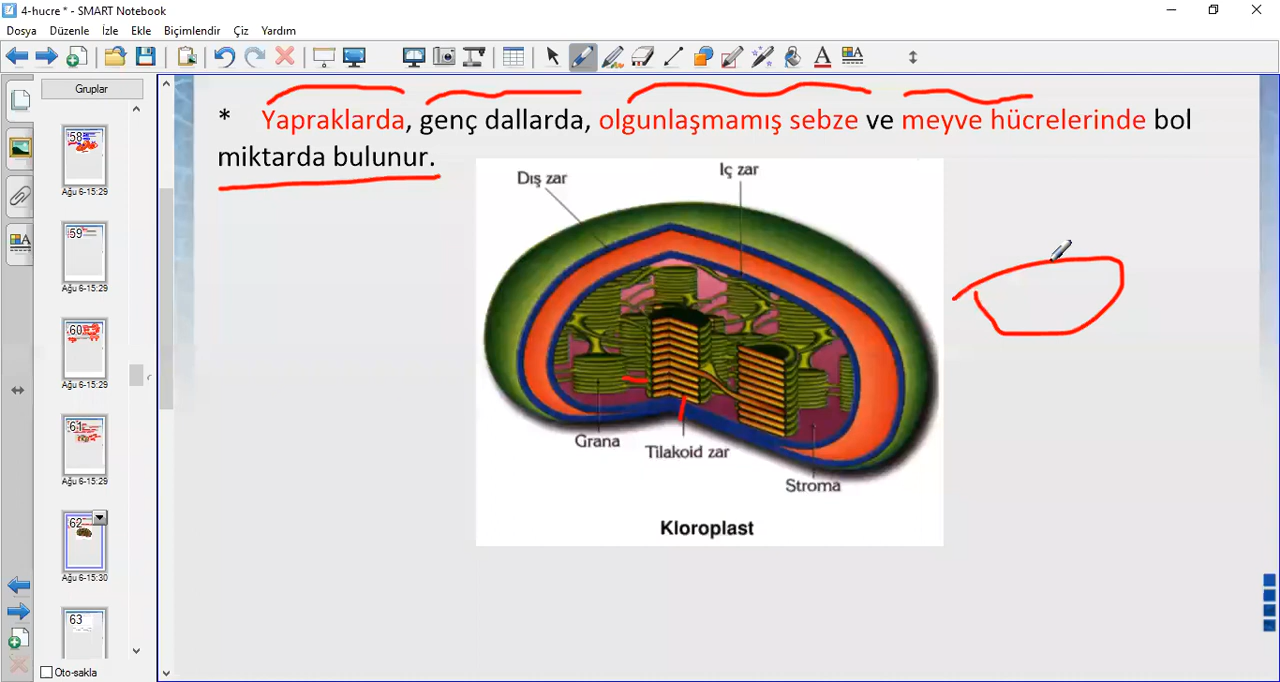 4-hucre * - SMART Notebook
Dosya Düzenle İzle Ekle Biçimlendir Çiz Yardım
Gruplar
58
Ağu 6-15:29
59
Ağu 6-15:29
60
Ağu 6-15:29
61
Ağu 6-15:29
62
Ağu 6-15:30
63
Oto-sakla
* Yapraklarda, genç dallarda, olgunlaşmamış sebze ve meyve hücrelerinde bol
miktarda bulunur.
Dış zar
İç zar
Grana
Tilakoid zar
Stroma
Kloroplast